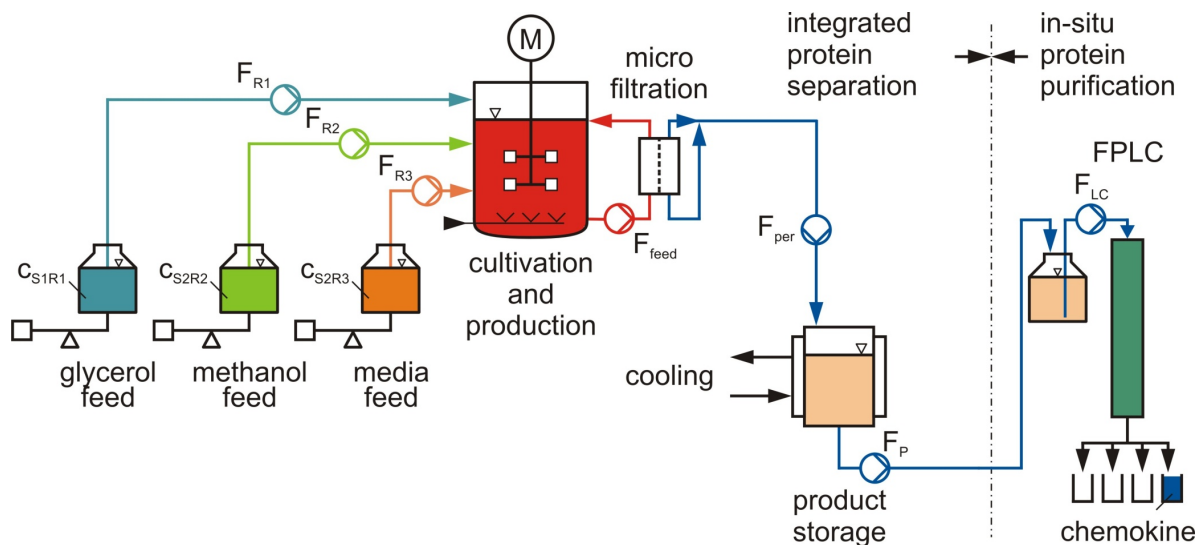 M
F_R1
F_R2
F_R3
micro
filtration
integrated
protein
separation
in-situ
protein
purification
FPLC
F_LC
F_feed
F_per
c_S1R1
c_S2R2
c_S2R3
cultivation
and
production
glycerol
feed
methanol
feed
media
feed
cooling
F_P
product
storage
chemokine